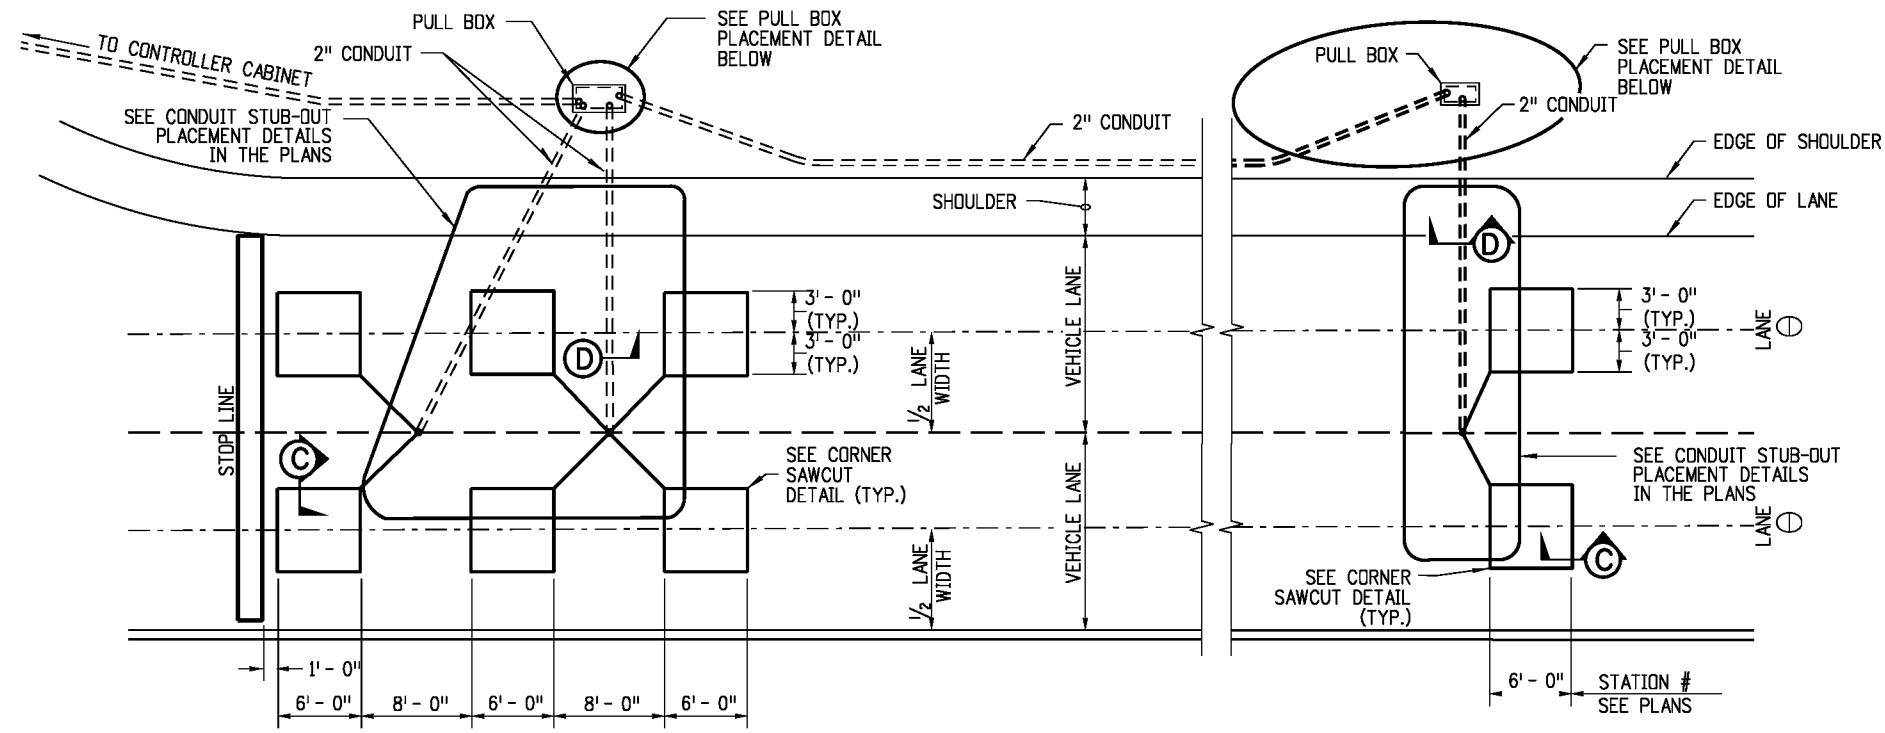 PULL BOX
SEE PULL BOX
PLACEMENT DETAIL
BELOW
TO CONTROLLER CABINET
2" CONDUIT
SEE CONDUIT STUB-OUT
PLACEMENT DETAILS
IN THE PLANS
2" CONDUIT
PULL BOX
SEE PULL BOX
PLACEMENT DETAIL
BELOW
2" CONDUIT
EDGE OF SHOULDER
SHOULDER
EDGE OF LANE
D
D
3'-0"
(TYP.)
3'-0"
(TYP.)
3'-0"
(TYP.)
3'-0"
(TYP.)
1/2 LANE
WIDTH
VEHICLE LANE
LANE
STOP LINE
C
SEE CORNER
SAWCUT
DETAIL (TYP.)
SEE CONDUIT STUB-OUT
PLACEMENT DETAILS
IN THE PLANS
1/2 LANE
WIDTH
VEHICLE LANE
LANE
C
SEE CORNER
SAWCUT DETAIL
(TYP.)
1'-0"
6'-0"
8'-0"
6'-0"
8'-0"
6'-0"
6'-0"
STATION #
SEE PLANS